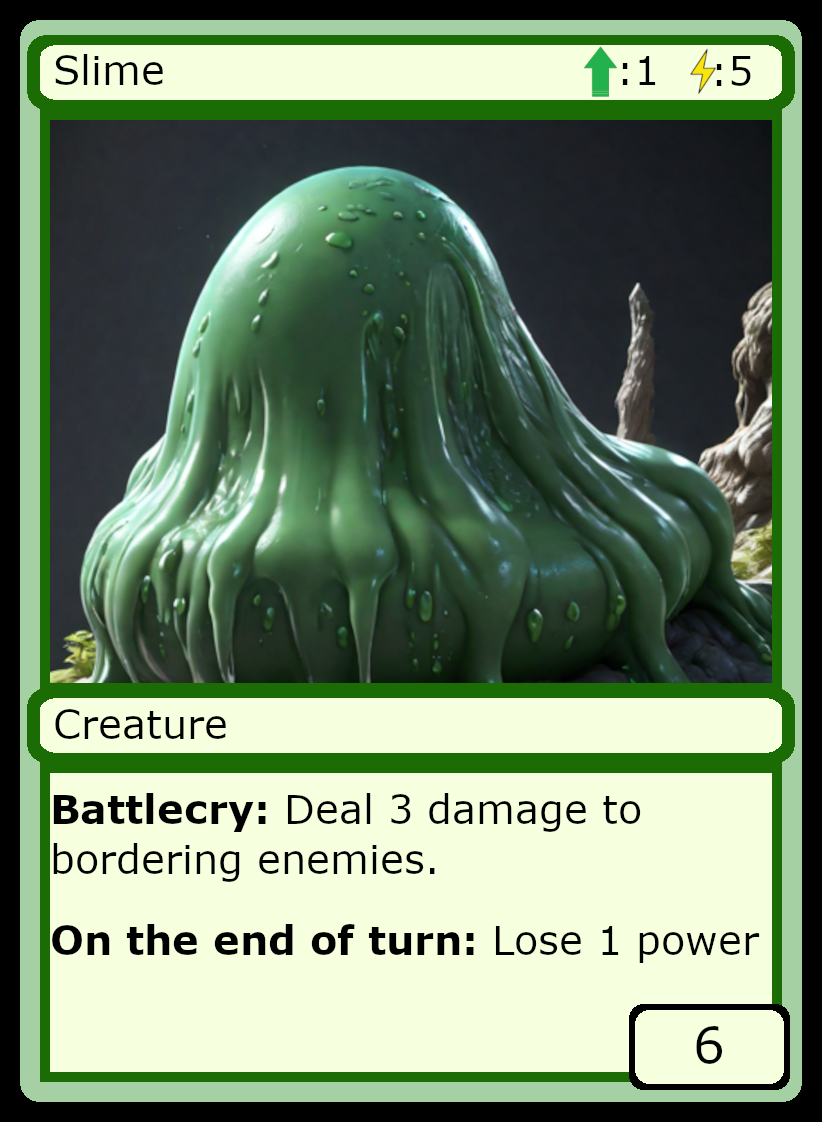 Slime :1 :5
Creature
Battlecry: Deal 3 damage to
bordering enemies.
On the end of turn: Lose 1 power
6